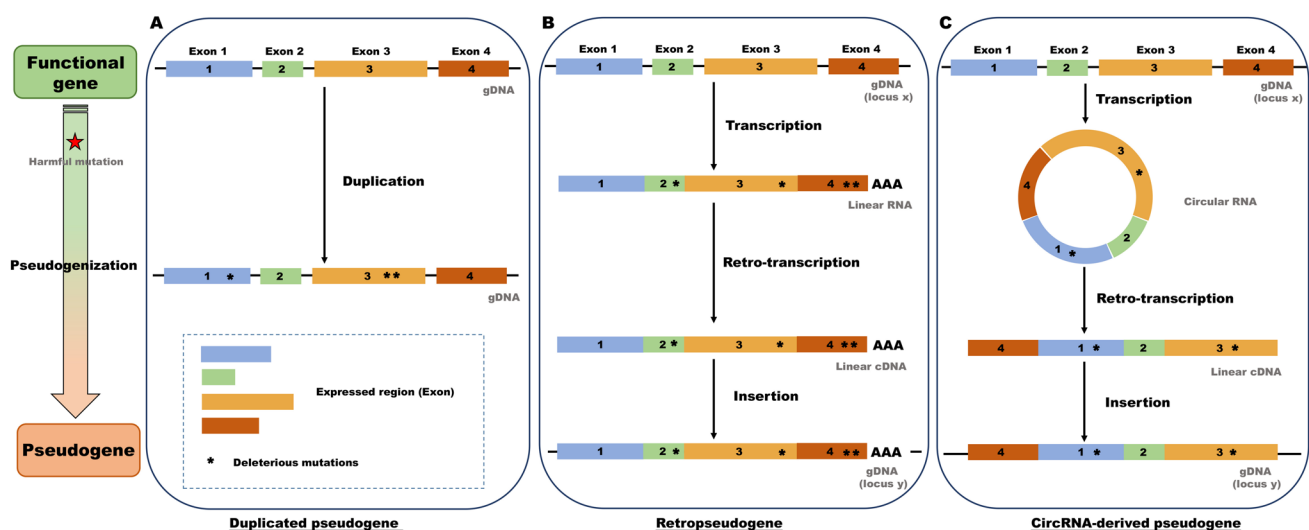 Functional
gene
Harmful mutation
Pseudogenization
Pseudogene
A
Exon 1 Exon 2 Exon 3 Exon 4
1 2 3 4
gDNA
Duplication
1 * 2 3 ** 4
gDNA
Expressed region (Exon)
* Deleterious mutations
Duplicated pseudogene
B
Exon 1 Exon 2 Exon 3 Exon 4
1 2 3 4
gDNA
(locus x)
Transcription
1 2 * 3 * 4 ** AAA
Linear RNA
Retro-transcription
1 2 * 3 * 4 ** AAA
Linear cDNA
Insertion
1 2 * 3 * 4 ** AAA
gDNA
(locus y)
Retropseudogene
C
Exon 1 Exon 2 Exon 3 Exon 4
1 2 3 4
gDNA
(locus x)
Transcription
3
*
4
Circular RNA
2
1 *
Retro-transcription
4 1 * 2 3 *
Linear cDNA
Insertion
4 1 * 2 3 *
gDNA
(locus y)
CircRNA-derived pseudogene